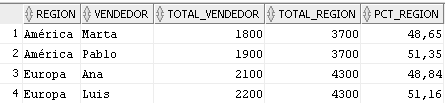 REGION VENDEDOR TOTAL_VENDEDOR TOTAL_REGION PCT_REGION
1 América Marta 1800 3700 48,65
2 América Pablo 1900 3700 51,35
3 Europa Ana 2100 4300 48,84
4 Europa Luis 2200 4300 51,16